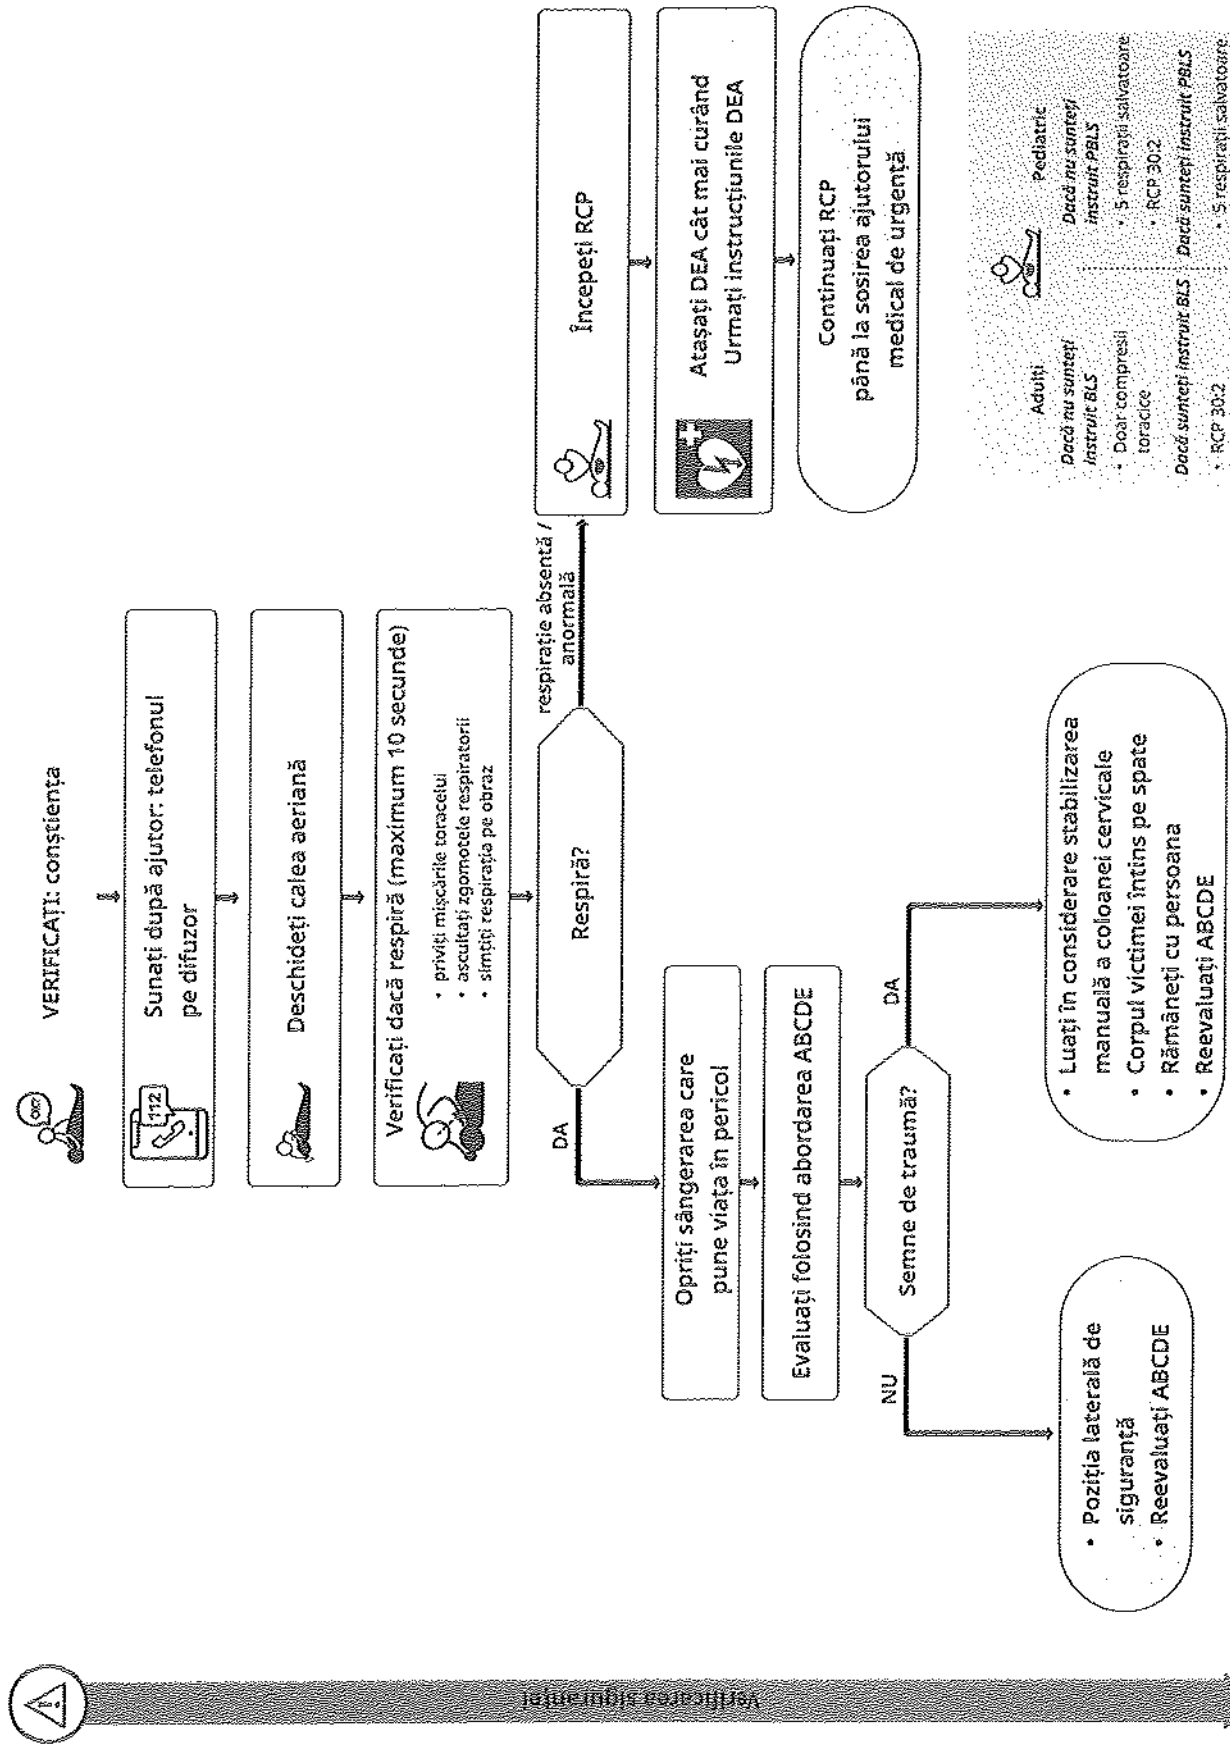 VERIFICAȚI: conștiența
OK?
Sunați după ajutor: telefonul
pe difuzor
112
Deschideți calea aeriană
Verificați dacă respiră (maximum 10 secunde)
• priviți mișcările toracelui
• ascultați zgomotele respiratorii
• simțiți respirația pe obraz
Respiră?
DA
respirație absentă /
anormală
Începeți RCP
Atașați DEA cât mai curând
Urmați instrucțiunile DEA
Continuați RCP
până la sosirea ajutorului
medical de urgență
Opriți sângerarea care
pune viața în pericol
Evaluați folosind abordarea ABCDE
Semne de traumă?
NU
DA
• Poziția laterală de
siguranță
• Reevaluați ABCDE
• Luați în considerare stabilizarea
manuală a coloanei cervicale
• Corpul victimei întins pe spate
• Rămâneți cu persoana
• Reevaluați ABCDE
Adulți
Dacă nu sunteți
instruit BLS
• Doar compresii
toracice
Dacă sunteți instruit BLS
• RCP 30:2
Pediatric
Dacă nu sunteți
instruit PBLS
• 5 respirații salvatoare
• RCP 30:2
Dacă sunteți instruit PBLS
• 5 respirații salvatoare
Verificarea siguranței